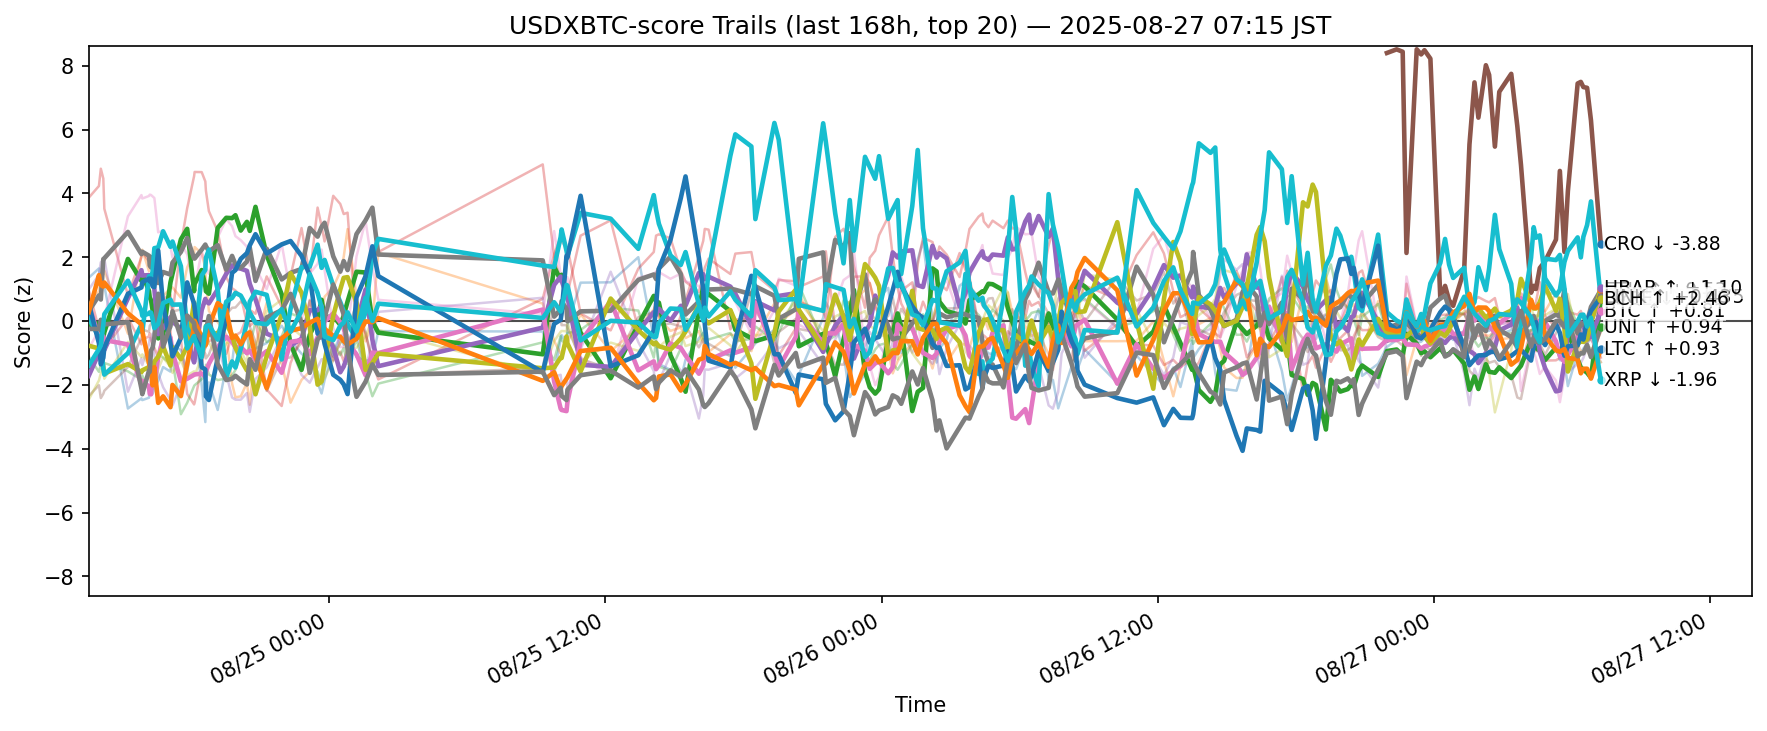 USDXBTC-score Trails (last 168h, top 20) — 2025-08-27 07:15 JST
Score (z)
8
6
4
2
0
−2
−4
−6
−8
CRO ↓ -3.88
HBAR ↑ +1.10
BCH ↑ +2.46
BTC ↑ +0.81
UNI ↑ +0.94
LTC ↑ +0.93
XRP ↓ -1.96
08/25 00:00
08/25 12:00
08/26 00:00
08/26 12:00
08/27 00:00
08/27 12:00
Time